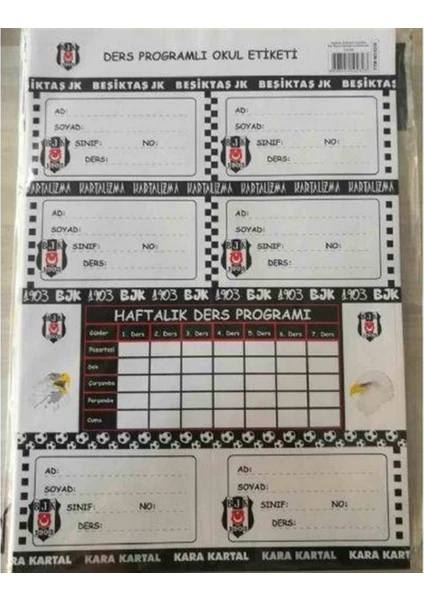 DERS PROGRAMLI OKUL ETİKETİ
BEŞİKTAŞ JK BEŞİKTAŞ JK BEŞİKTAŞ JK BEŞİKTAŞ JK
AD: AD:
SOYAD: SOYAD:
SINIF: NO: SINIF: NO:
DERS: DERS:
KARTALIZMA KARTALIZMA KARTALIZMA KARTALIZMA KARTALIZMA KARTALIZMA KARTALIZMA
AD: AD:
SOYAD: SOYAD:
SINIF: NO: SINIF: NO:
DERS: DERS:
1903 BJK 1903 BJK 1903 BJK 1903 BJK 1903 BJK 1903 BJK
HAFTALIK DERS PROGRAMI
Günler 1. Ders 2. Ders 3. Ders 4. Ders 5. Ders 6. Ders 7. Ders
Pazartesi
Salı
Çarşamba
Perşembe
Cuma
AD: AD:
SOYAD: SOYAD:
SINIF: NO: SINIF: NO:
DERS: DERS:
KARA KARTAL KARA KARTAL KARA KARTAL KARA KARTAL